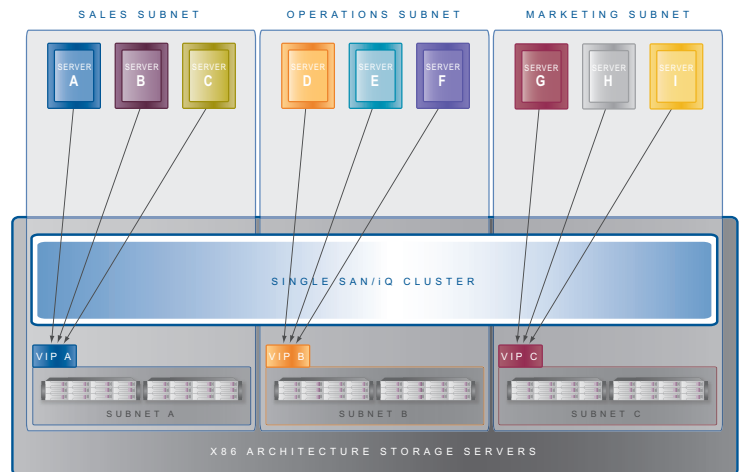 SALES SUBNET
OPERATIONS SUBNET
MARKETING SUBNET
SERVER
A
SERVER
B
SERVER
C
SERVER
D
SERVER
E
SERVER
F
SERVER
G
SERVER
H
SERVER
I
SINGLE SAN/iQ CLUSTER
VIP A
VIP B
VIP C
SUBNET A
SUBNET B
SUBNET C
X86 ARCHITECTURE STORAGE SERVERS